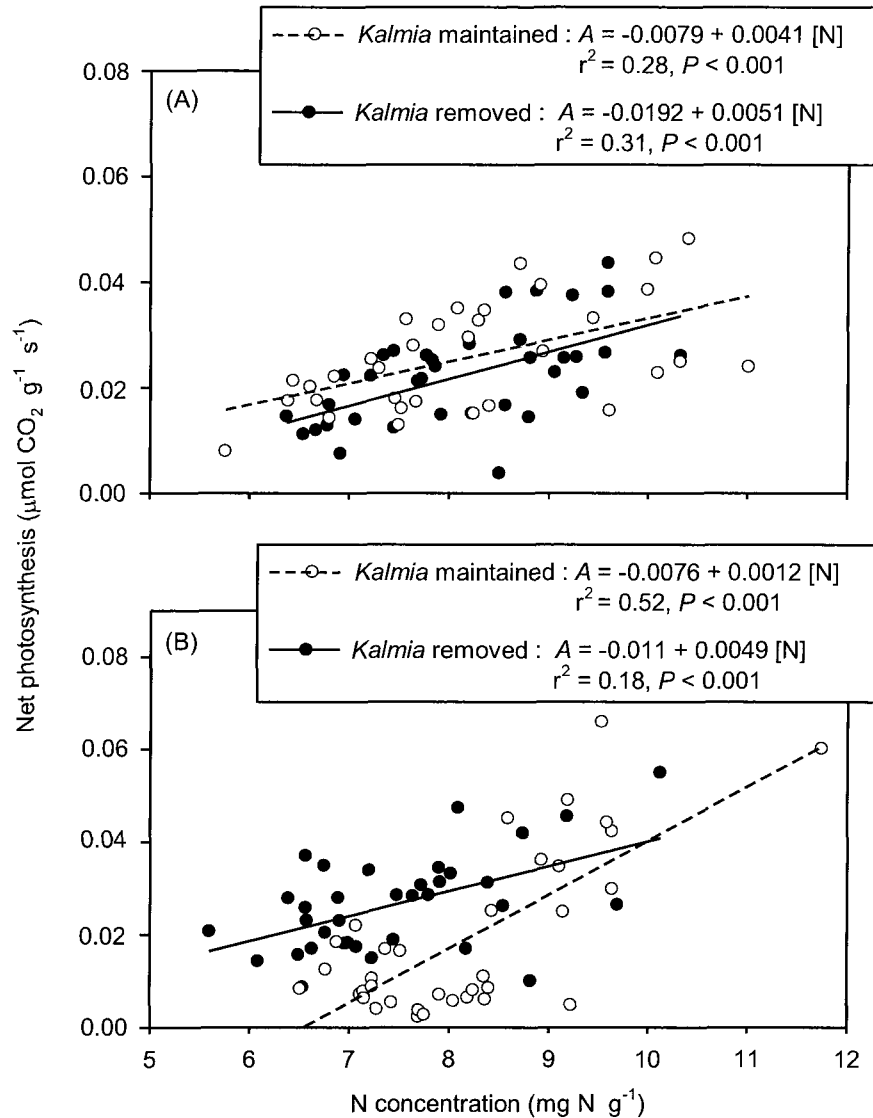 Kalmia maintained : A = -0.0079 + 0.0041 [N]
r² = 0.28, P < 0.001
Kalmia removed : A = -0.0192 + 0.0051 [N]
r² = 0.31, P < 0.001
(A)
0.08
0.06
0.04
0.02
0.00
Kalmia maintained : A = -0.0076 + 0.0012 [N]
r² = 0.52, P < 0.001
Kalmia removed : A = -0.011 + 0.0049 [N]
r² = 0.18, P < 0.001
(B)
0.08
0.06
0.04
0.02
0.00
5 6 7 8 9 10 11 12
N concentration (mg N g⁻¹)
Net photosynthesis (μmol CO₂ g⁻¹ s⁻¹)